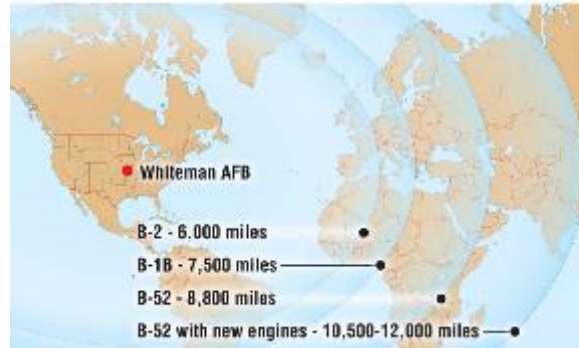 Whiteman AFB
B-2 - 6.000 miles
B-1B - 7,500 miles
B-52 - 8,800 miles
B-52 with new engines - 10,500-12,000 miles